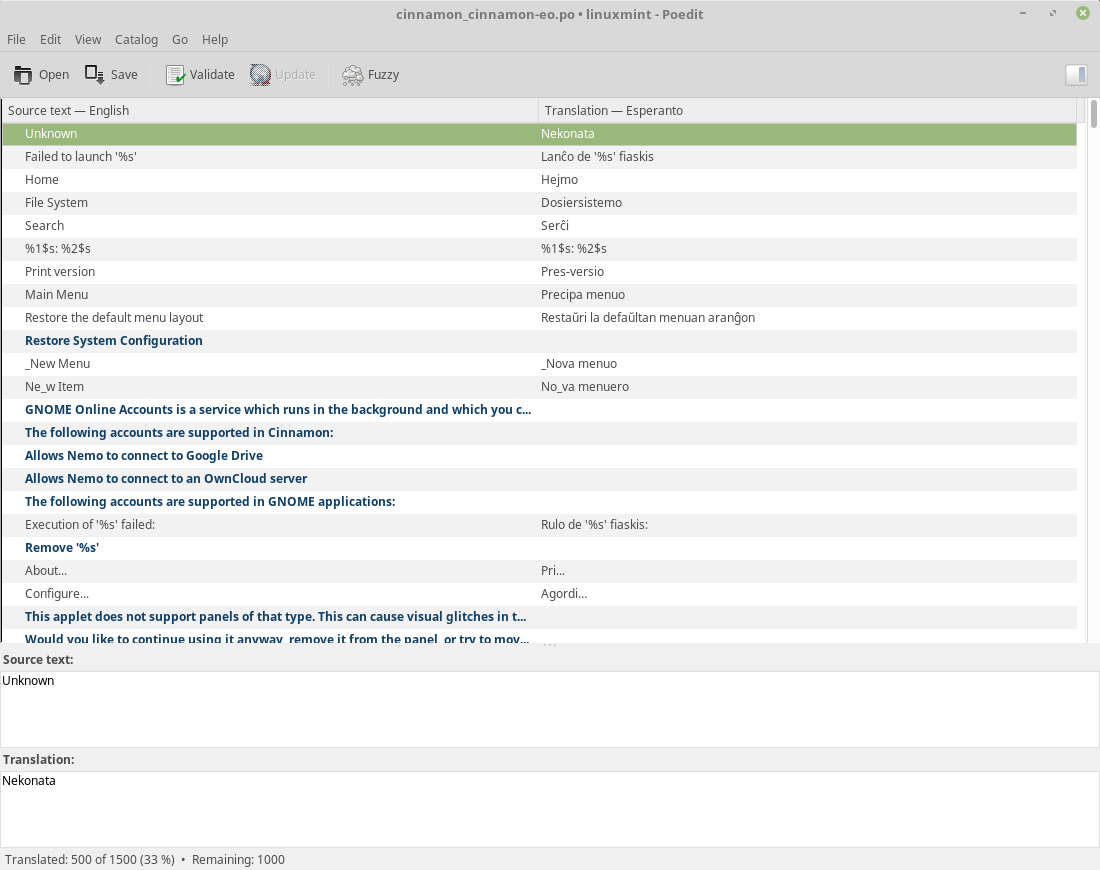 cinnamon_cinnamon-eo.po • linuxmint - Poedit
File Edit View Catalog Go Help
Open Save Validate Update Fuzzy
Source text — English Translation — Esperanto
Unknown Nekonata
Failed to launch '%s' Lanĉo de '%s' fiaskis
Home Hejmo
File System Dosiersistemo
Search Serĉi
%1$s: %2$s %1$s: %2$s
Print version Pres-versio
Main Menu Precipa menuo
Restore the default menu layout Restaŭri la defaŭltan menuan aranĝon
Restore System Configuration
_New Menu _Nova menuo
Ne_w Item No_va menuero
GNOME Online Accounts is a service which runs in the background and which you c...
The following accounts are supported in Cinnamon:
Allows Nemo to connect to Google Drive
Allows Nemo to connect to an OwnCloud server
The following accounts are supported in GNOME applications:
Execution of '%s' failed: Rulo de '%s' fiaskis:
Remove '%s'
About... Pri...
Configure... Agordi...
This applet does not support panels of that type. This can cause visual glitches in t...
Would you like to continue using it anyway, remove it from the panel, or try to mov...
Source text:
Unknown
Translation:
Nekonata
Translated: 500 of 1500 (33 %) • Remaining: 1000